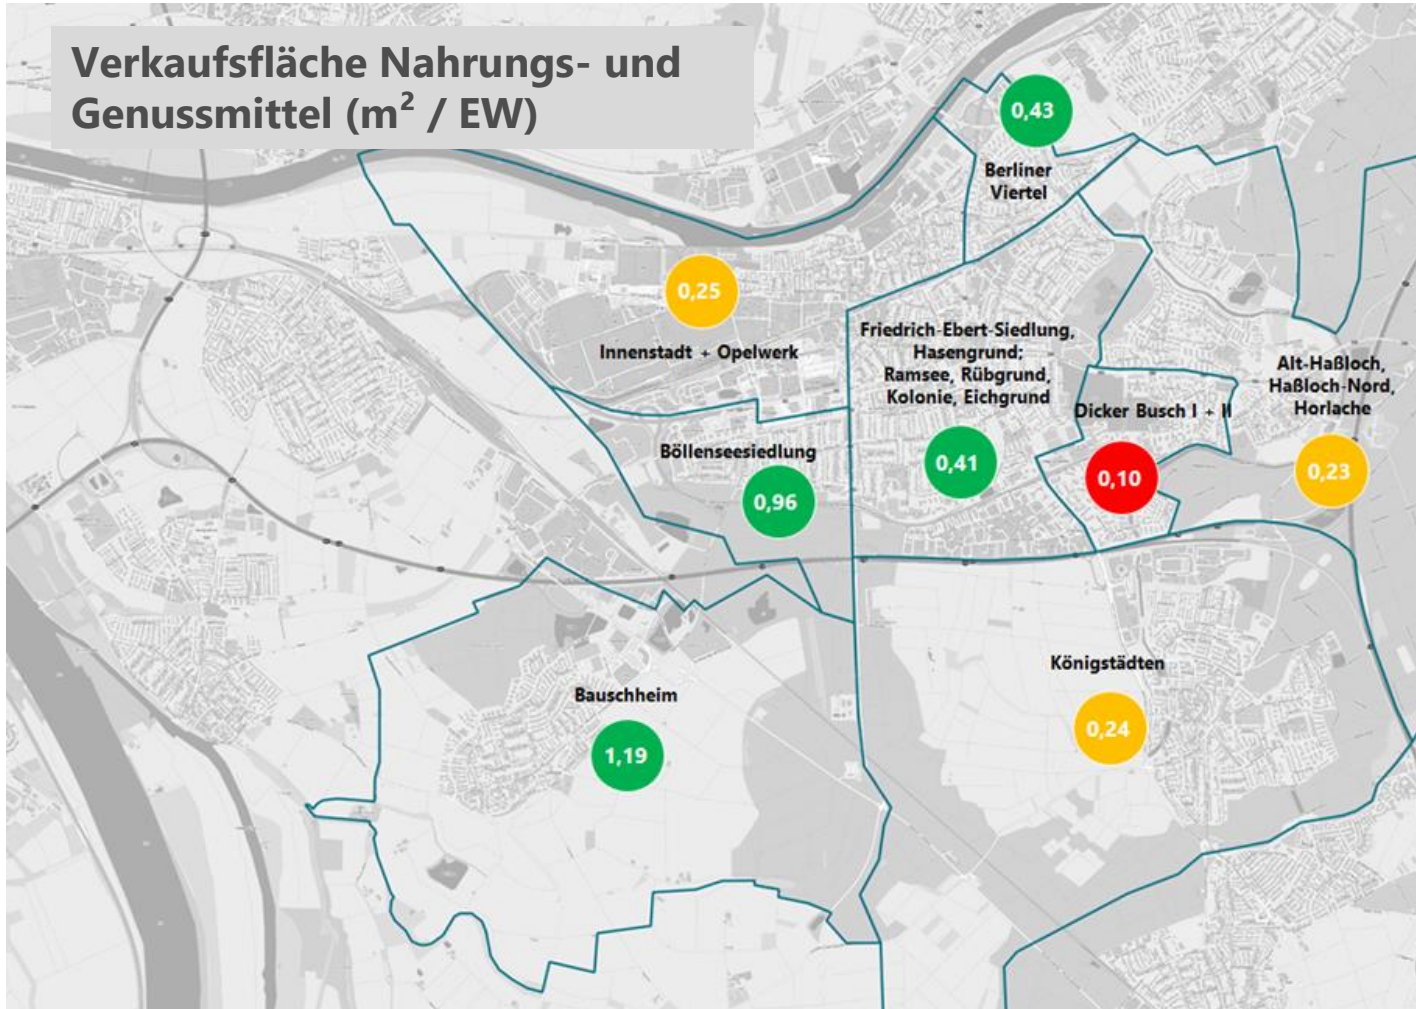 Verkaufsfläche Nahrungs- und
Genussmittel (m² / EW)
0,43
Berliner
Viertel
0,25
Innenstadt + Opelwerk
Friedrich-Ebert-Siedlung,
Hasengrund;
Ramsee, Rübgrund,
Kolonie, Eichgrund
0,41
Alt-Haßloch,
Haßloch-Nord,
Horlache
0,23
Dicker Busch I + II
0,10
Böllenseesiedlung
0,96
Königstädten
0,24
Bauschheim
1,19